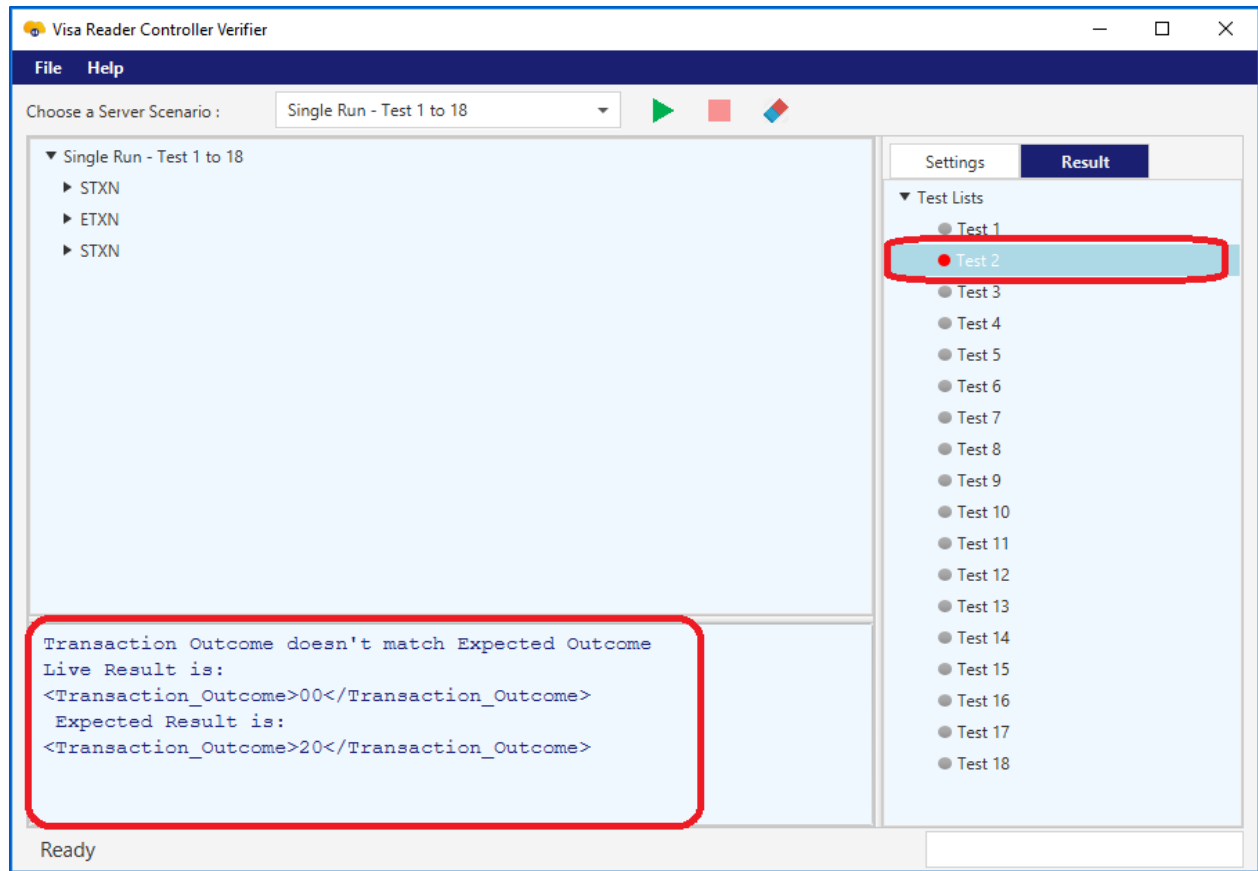 Visa Reader Controller Verifier
File Help
Choose a Server Scenario : Single Run - Test 1 to 18
Single Run - Test 1 to 18
STXN
ETXN
STXN
Transaction Outcome doesn't match Expected Outcome
Live Result is:
<Transaction_Outcome>00</Transaction_Outcome>
Expected Result is:
<Transaction_Outcome>20</Transaction_Outcome>
Settings Result
Test Lists
Test 1
Test 2
Test 3
Test 4
Test 5
Test 6
Test 7
Test 8
Test 9
Test 10
Test 11
Test 12
Test 13
Test 14
Test 15
Test 16
Test 17
Test 18
Ready